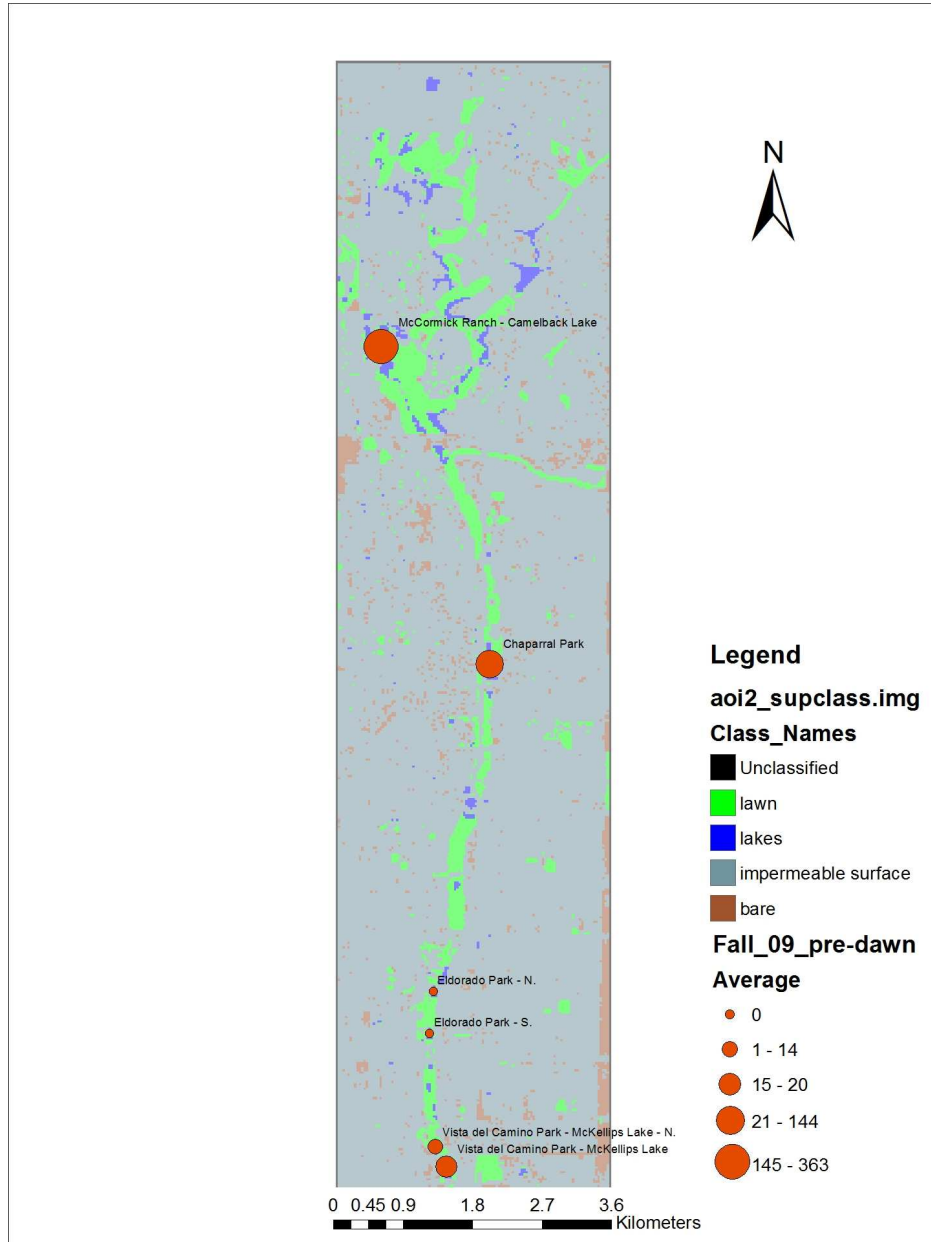 N
McCormick Ranch - Camelback Lake
Chaparral Park
Eldorado Park - N.
Eldorado Park - S.
Vista del Camino Park - McKellips Lake - N.
Vista del Camino Park - McKellips Lake
Legend
aoi2_supclass.img
Class_Names
Unclassified
lawn
lakes
impermeable surface
bare
Fall_09_pre-dawn
Average
0
1 - 14
15 - 20
21 - 144
145 - 363
0 0.45 0.9 1.8 2.7 3.6
Kilometers